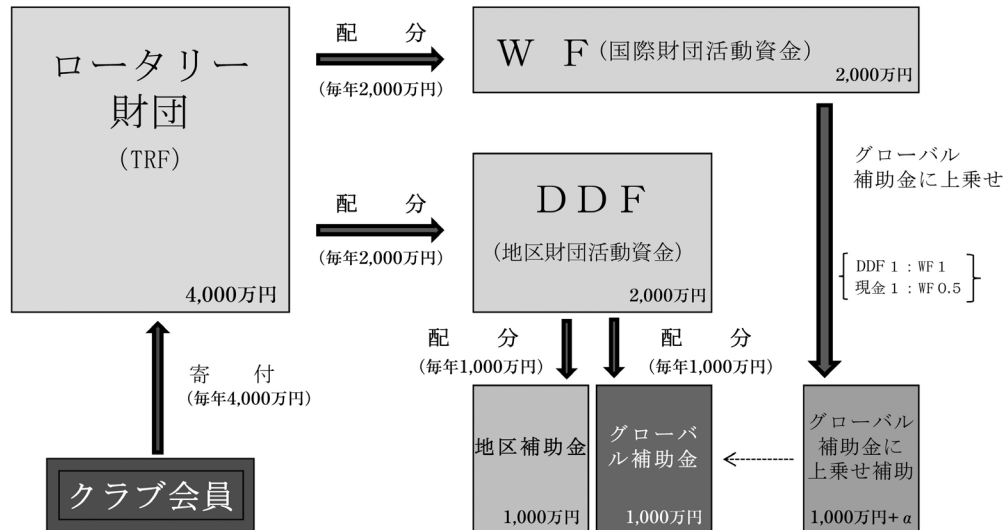 ロータリー
財団
(TRF)
4,000万円
配　分
(毎年2,000万円)
W F (国際財団活動資金)
2,000万円
配　分
(毎年2,000万円)
DDF
(地区財団活動資金)
2,000万円
グローバル
補助金に上乗せ
DDF 1 : WF 1
現金 1 : WF 0.5
配　分
(毎年1,000万円)
配　分
(毎年1,000万円)
寄　付
(毎年4,000万円)
クラブ会員
地区補助金
1,000万円
グローバ
ル補助金
1,000万円
グローバル
補助金に
上乗せ補助
1,000万円+α